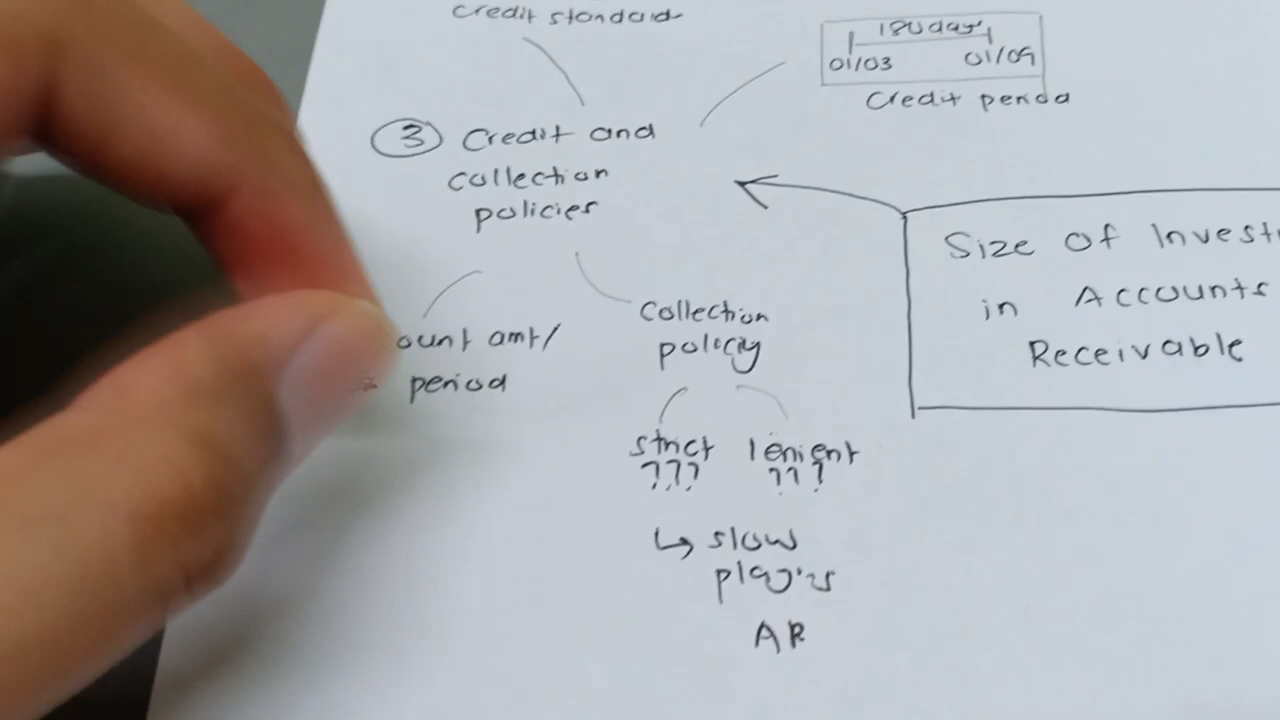 Credit standards
180 days
01/03 01/09
Credit period
3 Credit and
collection
policies
Size of Invest
in Accounts
Receivable
Collection
policy
ount amt/
period
strict lenient
??? ???
↳ slow
AR